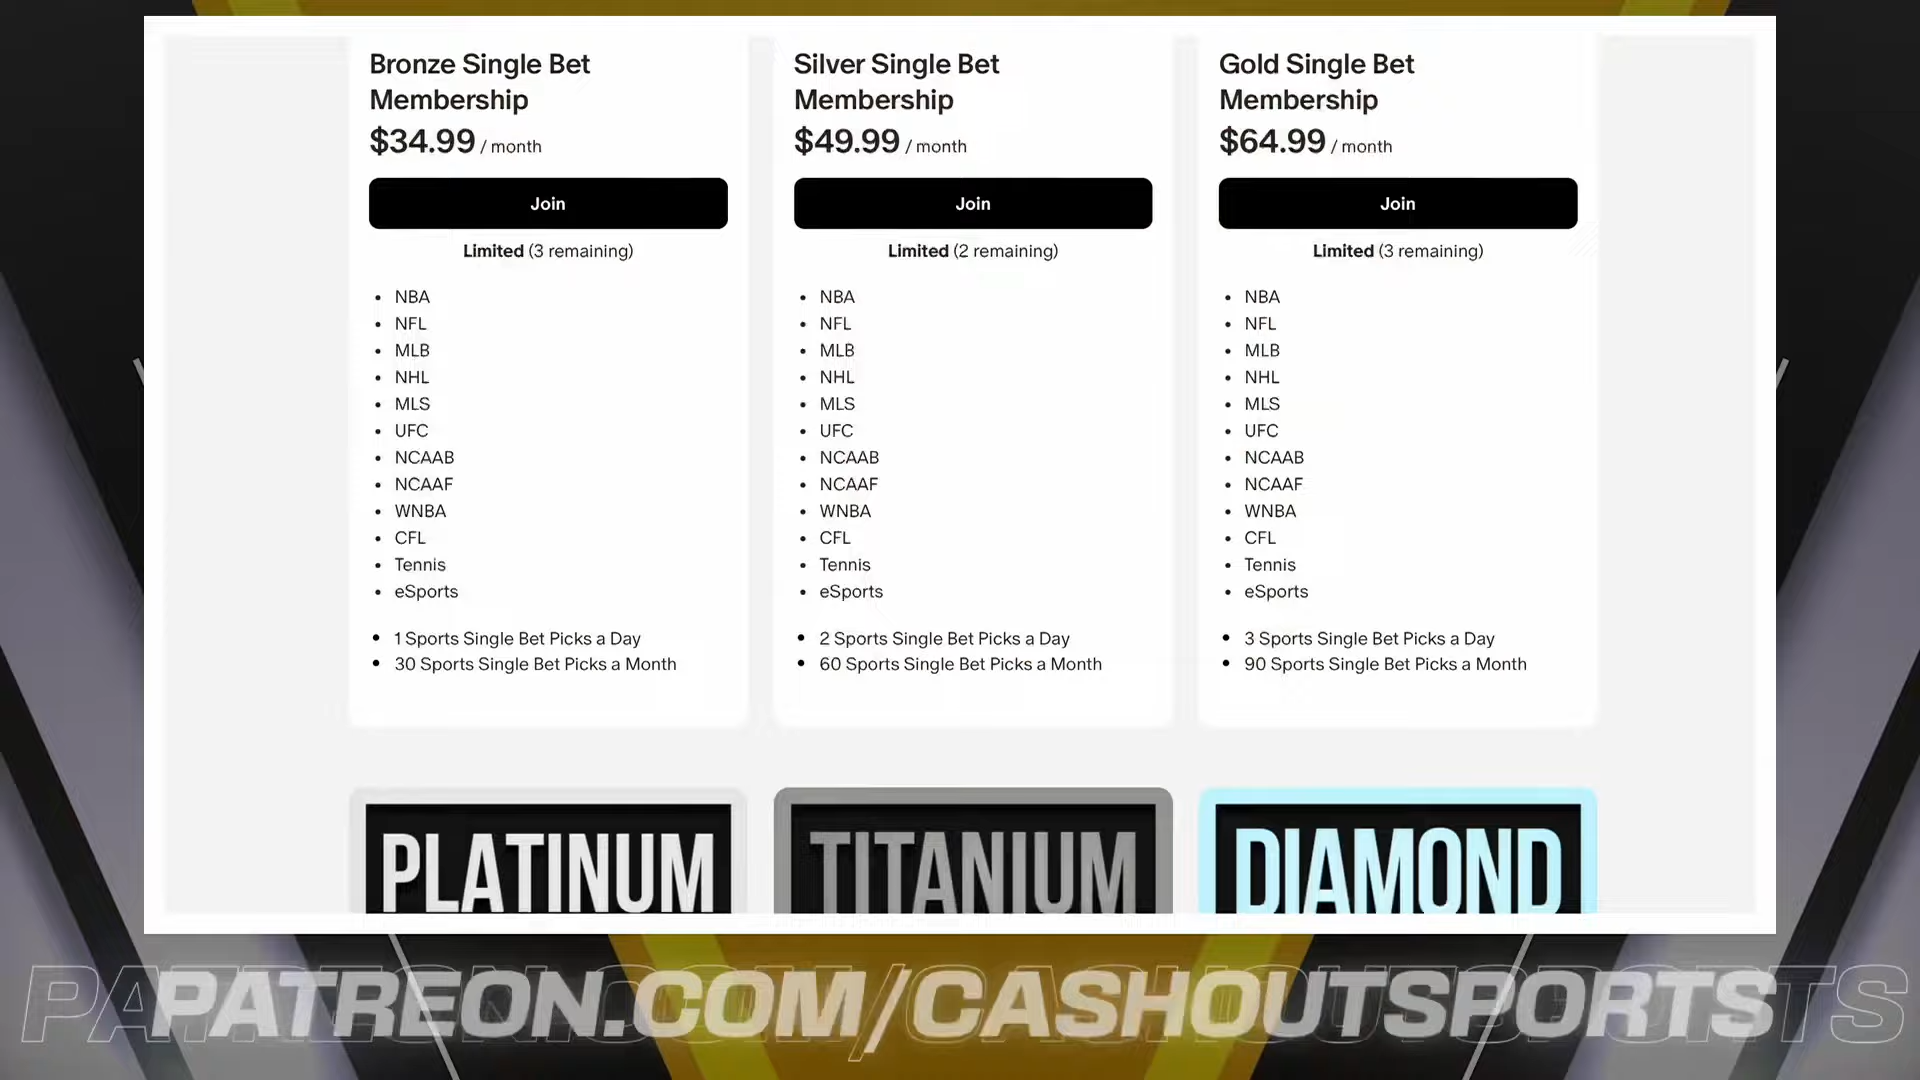 Bronze Single Bet
Membership
$34.99 / month
Join
Limited (3 remaining)
• NBA
• NFL
• MLB
• NHL
• MLS
• UFC
• NCAAB
• NCAAF
• WNBA
• CFL
• Tennis
• eSports
• 1 Sports Single Bet Picks a Day
• 30 Sports Single Bet Picks a Month
Silver Single Bet
Membership
$49.99 / month
Join
Limited (2 remaining)
• NBA
• NFL
• MLB
• NHL
• MLS
• UFC
• NCAAB
• NCAAF
• WNBA
• CFL
• Tennis
• eSports
• 2 Sports Single Bet Picks a Day
• 60 Sports Single Bet Picks a Month
Gold Single Bet
Membership
$64.99 / month
Join
Limited (3 remaining)
• NBA
• NFL
• MLB
• NHL
• MLS
• UFC
• NCAAB
• NCAAF
• WNBA
• CFL
• Tennis
• eSports
• 3 Sports Single Bet Picks a Day
• 90 Sports Single Bet Picks a Month
PLATINUM
TITANIUM
DIAMOND
PATREON.COM/CASHOUTSPORTS